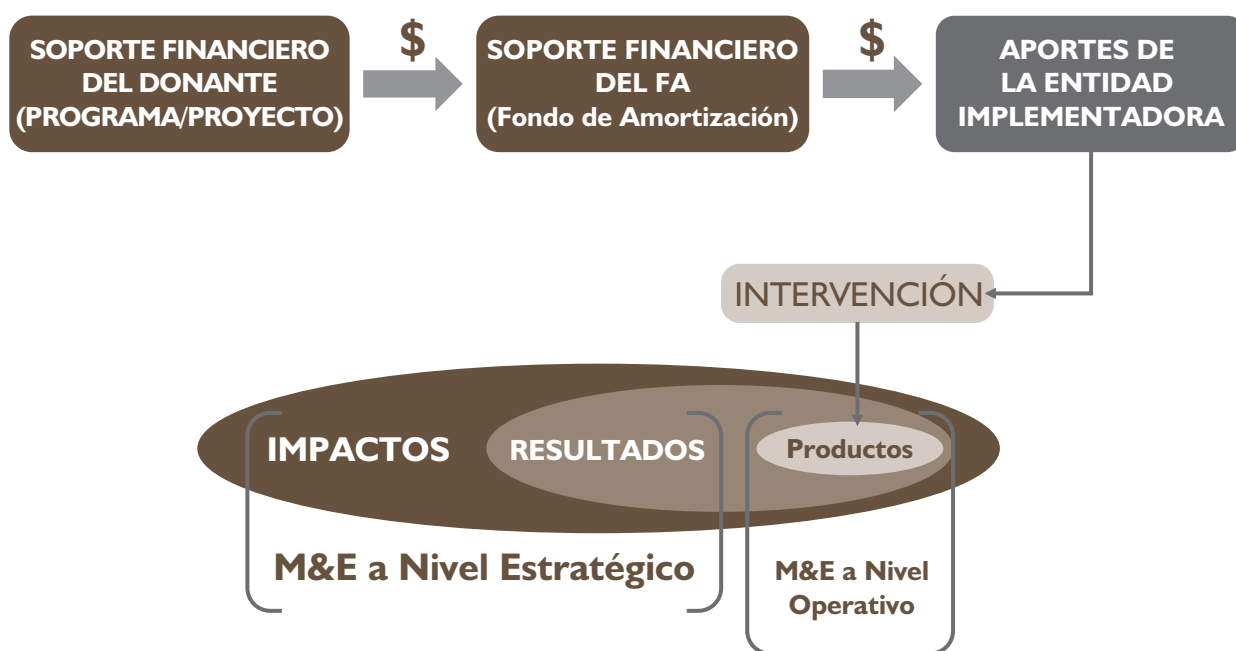 SOPORTE FINANCIERO
DEL DONANTE
(PROGRAMA/PROYECTO)
$
SOPORTE FINANCIERO
DEL FA
(Fondo de Amortización)
$
APORTES DE
LA ENTIDAD
IMPLEMENTADORA
INTERVENCIÓN
IMPACTOS
RESULTADOS
Productos
M&E a Nivel Estratégico
M&E a Nivel
Operativo